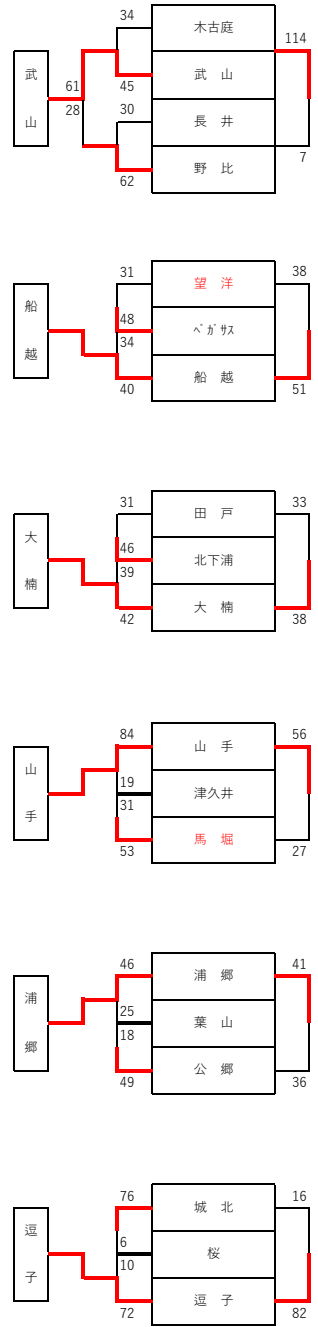 34
木古庭
114
武
61
武 山
45
28
30
長 井
山
野 比
62
7
31
望 洋
38
船
48
ﾍﾟｶﾞｻｽ
34
越
船 越
40
51
31
田 戸
33
大
46
北下浦
39
楠
大 楠
42
38
84
山 手
56
山
19
津久井
31
手
馬 堀
53
27
46
浦 郷
41
浦
25
葉 山
18
郷
公 郷
49
36
76
城 北
16
逗
6
桜
10
子
逗 子
72
82